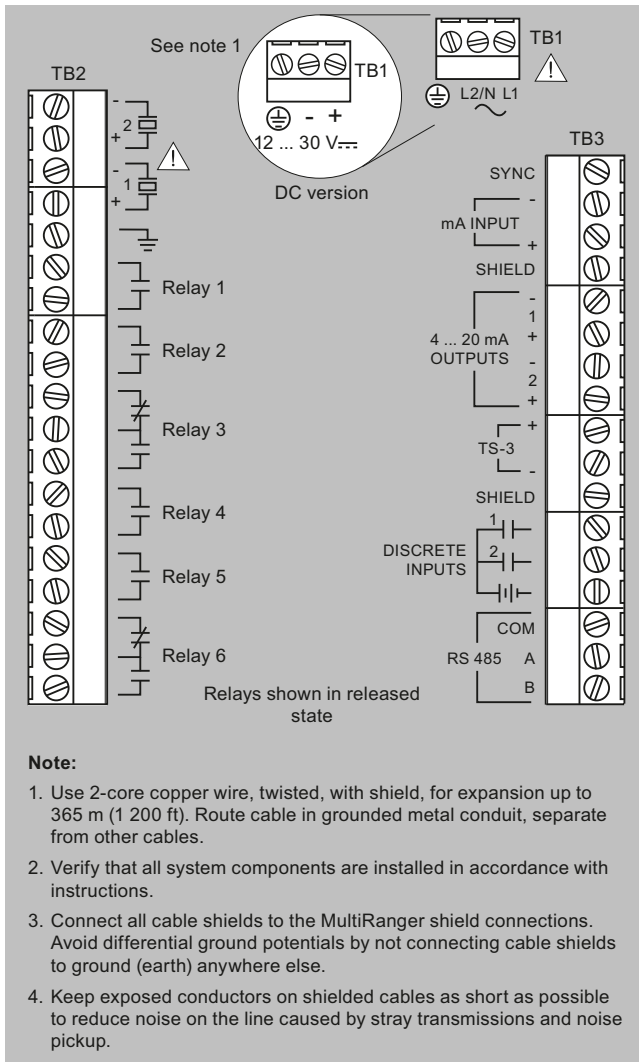 See note 1
TB1
TB1
L2/N L1
- +
12 ... 30 V
DC version
TB2
-
2
+
-
1
+
Relay 1
Relay 2
Relay 3
Relay 4
Relay 5
Relay 6
Relays shown in released
state
TB3
SYNC
-
mA INPUT
+
SHIELD
-
1
4 ... 20 mA +
OUTPUTS -
2
+
+
TS-3
-
SHIELD
1
DISCRETE 2
INPUTS
COM
RS 485 A
B
Note:
1. Use 2-core copper wire, twisted, with shield, for expansion up to
365 m (1 200 ft). Route cable in grounded metal conduit, separate
from other cables.
2. Verify that all system components are installed in accordance with
instructions.
3. Connect all cable shields to the MultiRanger shield connections.
Avoid differential ground potentials by not connecting cable shields
to ground (earth) anywhere else.
4. Keep exposed conductors on shielded cables as short as possible
to reduce noise on the line caused by stray transmissions and noise
pickup.